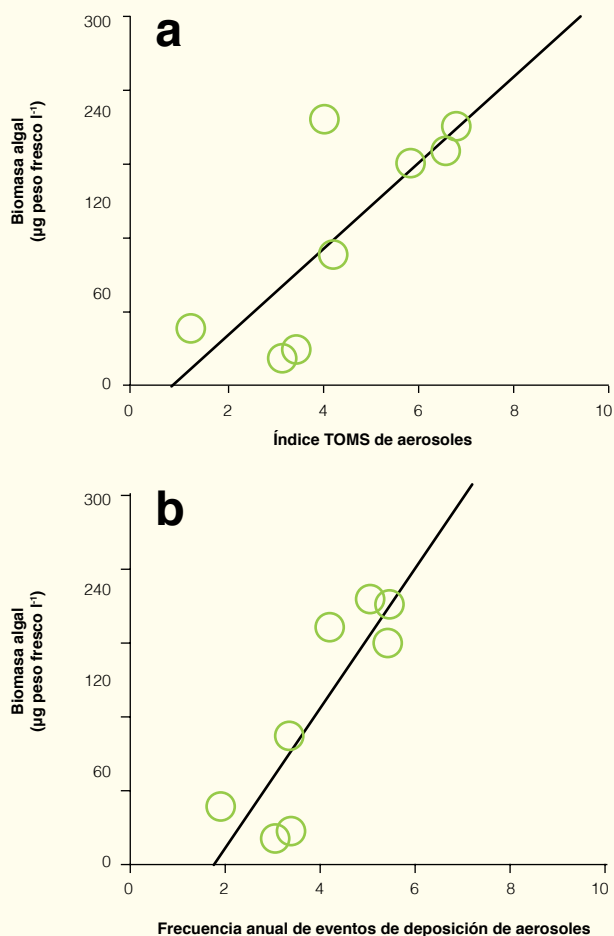 a
300
240
120
60
0
Biomasa algal
(µg peso fresco l⁻¹)
0 2 4 6 8 10
Índice TOMS de aerosoles
b
300
240
120
60
0
Biomasa algal
(µg peso fresco l⁻¹)
0 2 4 6 8 10
Frecuencia anual de eventos de deposición de aerosoles